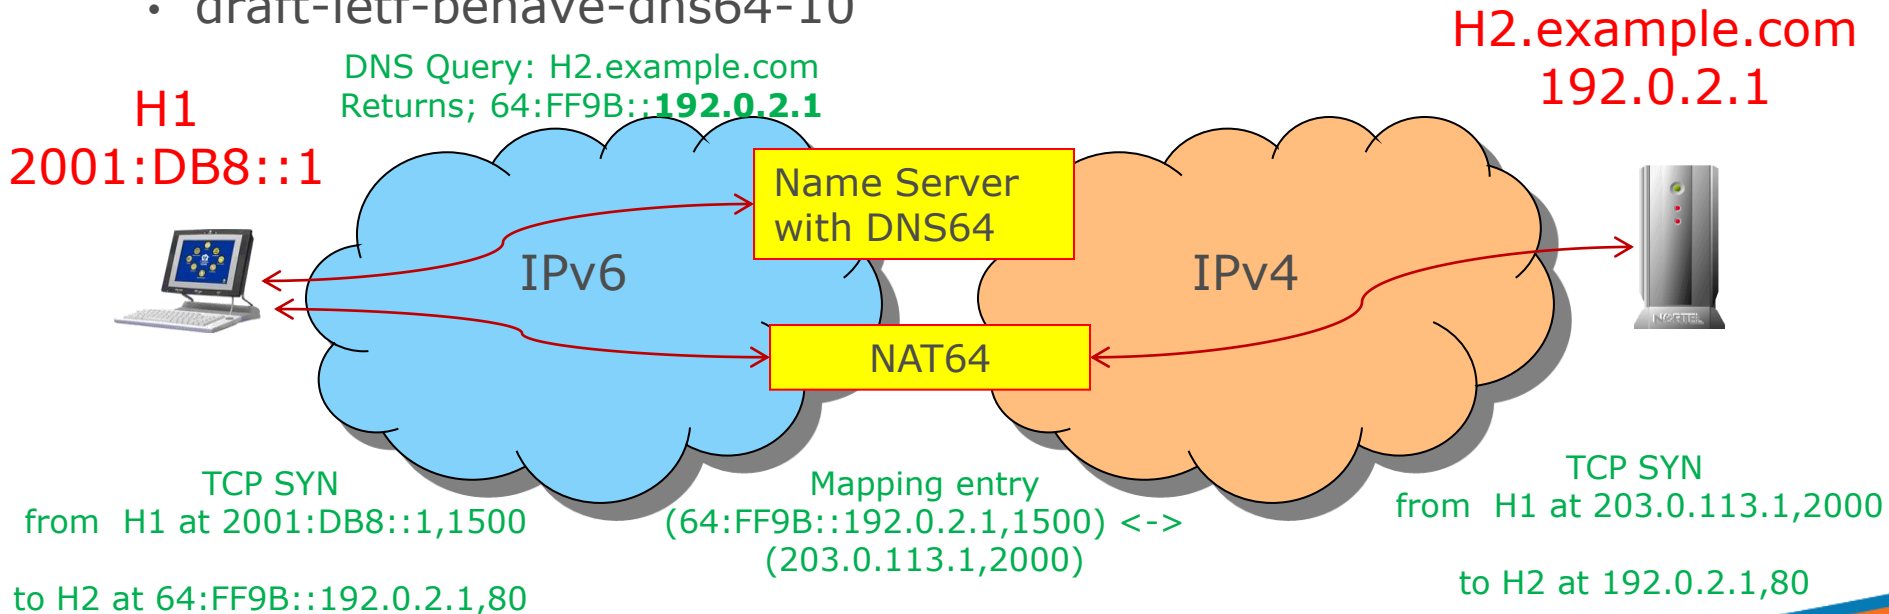 • draft-ietf-behave-dns64-10
DNS Query: H2.example.com
Returns; 64:FF9B::192.0.2.1
H1
2001:DB8::1
H2.example.com
192.0.2.1
Name Server
with DNS64
IPv6
IPv4
NAT64
NORTEL
TCP SYN
from H1 at 2001:DB8::1,1500
to H2 at 64:FF9B::192.0.2.1,80
Mapping entry
(64:FF9B::192.0.2.1,1500) <->
(203.0.113.1,2000)
TCP SYN
from H1 at 203.0.113.1,2000
to H2 at 192.0.2.1,80